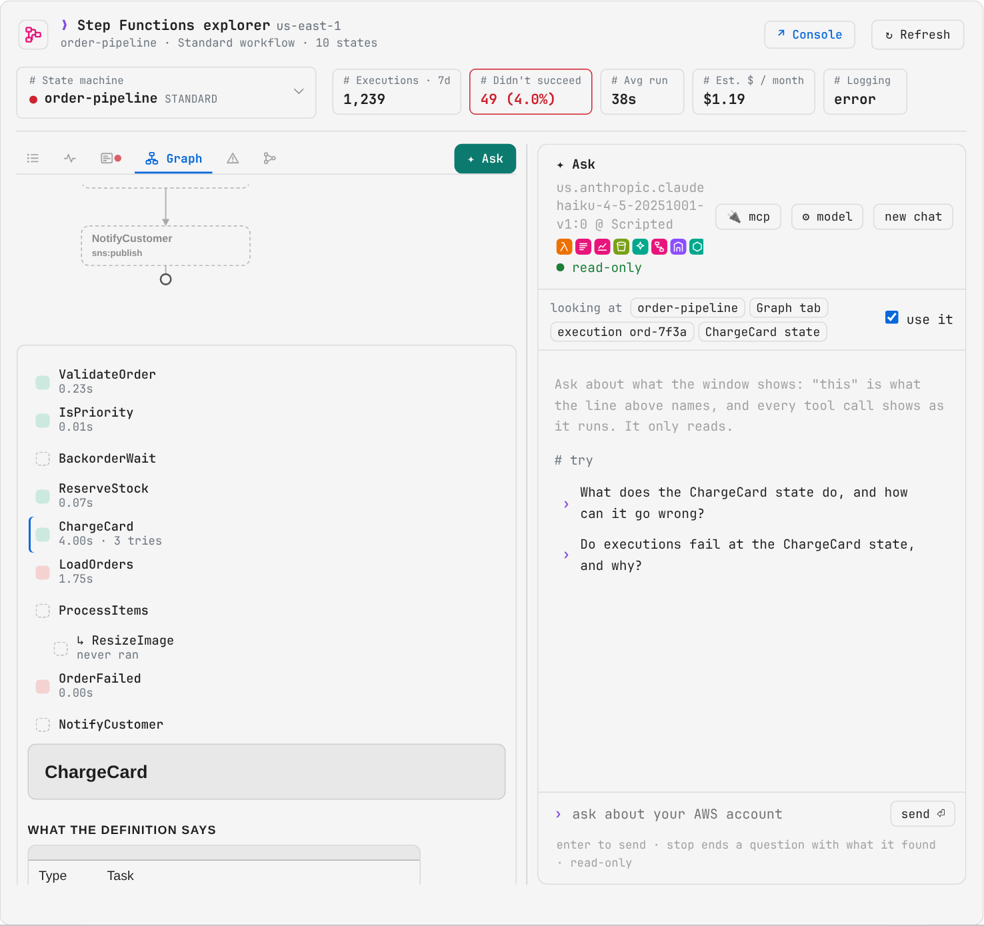 ❯ Step Functions explorer us-east-1
order-pipeline · Standard workflow · 10 states
↗ Console
↻ Refresh
# State machine
order-pipeline STANDARD
# Executions · 7d
1,239
# Didn't succeed
49 (4.0%)
# Avg run
38s
# Est. $ / month
$1.19
# Logging
error
Graph
✦ Ask
NotifyCustomer
sns:publish
ValidateOrder
0.23s
IsPriority
0.01s
BackorderWait
ReserveStock
0.07s
ChargeCard
4.00s · 3 tries
LoadOrders
1.75s
ProcessItems
↳ ResizeImage
never ran
OrderFailed
0.00s
NotifyCustomer
ChargeCard
WHAT THE DEFINITION SAYS
Type Task
✦ Ask
us.anthropic.claude
haiku-4-5-20251001-
v1:0 @ Scripted
read-only
🔌 mcp
⚙ model
new chat
looking at order-pipeline Graph tab
execution ord-7f3a ChargeCard state
use it
Ask about what the window shows: "this" is what
the line above names, and every tool call shows as
it runs. It only reads.
# try
❯ What does the ChargeCard state do, and how
can it go wrong?
❯ Do executions fail at the ChargeCard state,
and why?
❯ ask about your AWS account
send ⏎
enter to send · stop ends a question with what it found
· read-only